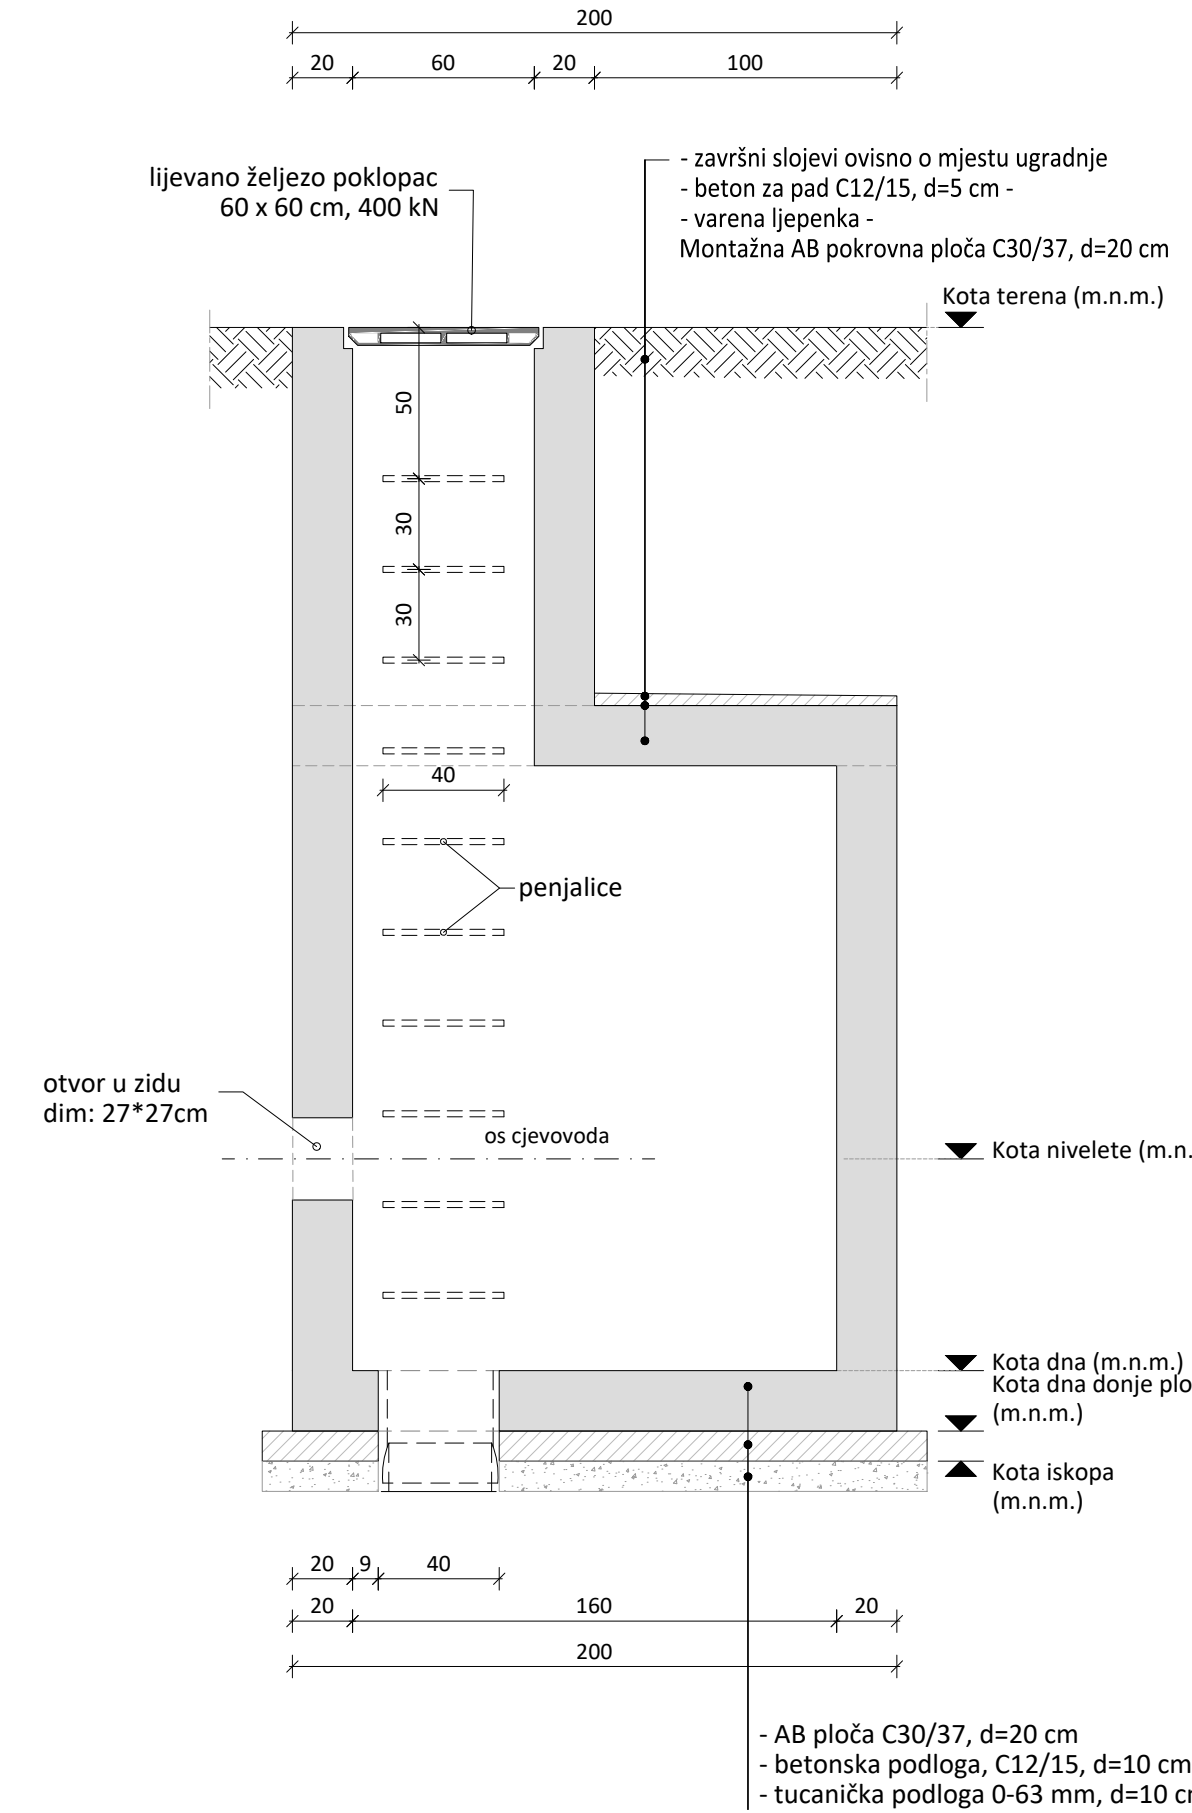 200
20 60 20 100
lijevano željezo poklopac
60 x 60 cm, 400 kN
- završni slojevi ovisno o mjestu ugradnje
- beton za pad C12/15, d=5 cm -
- varena ljepenka -
Montažna AB pokrovna ploča C30/37, d=20 cm
Kota terena (m.n.m.)
50
30
30
40
penjalice
otvor u zidu
dim: 27*27cm
os cjevovoda
Kota nivelete (m.n.
Kota dna (m.n.m.)
Kota dna donje plo
(m.n.m.)
Kota iskopa
(m.n.m.)
20 9 40
20 160 20
200
- AB ploča C30/37, d=20 cm
- betonska podloga, C12/15, d=10 cm
- tucanička podloga 0-63 mm, d=10 cm